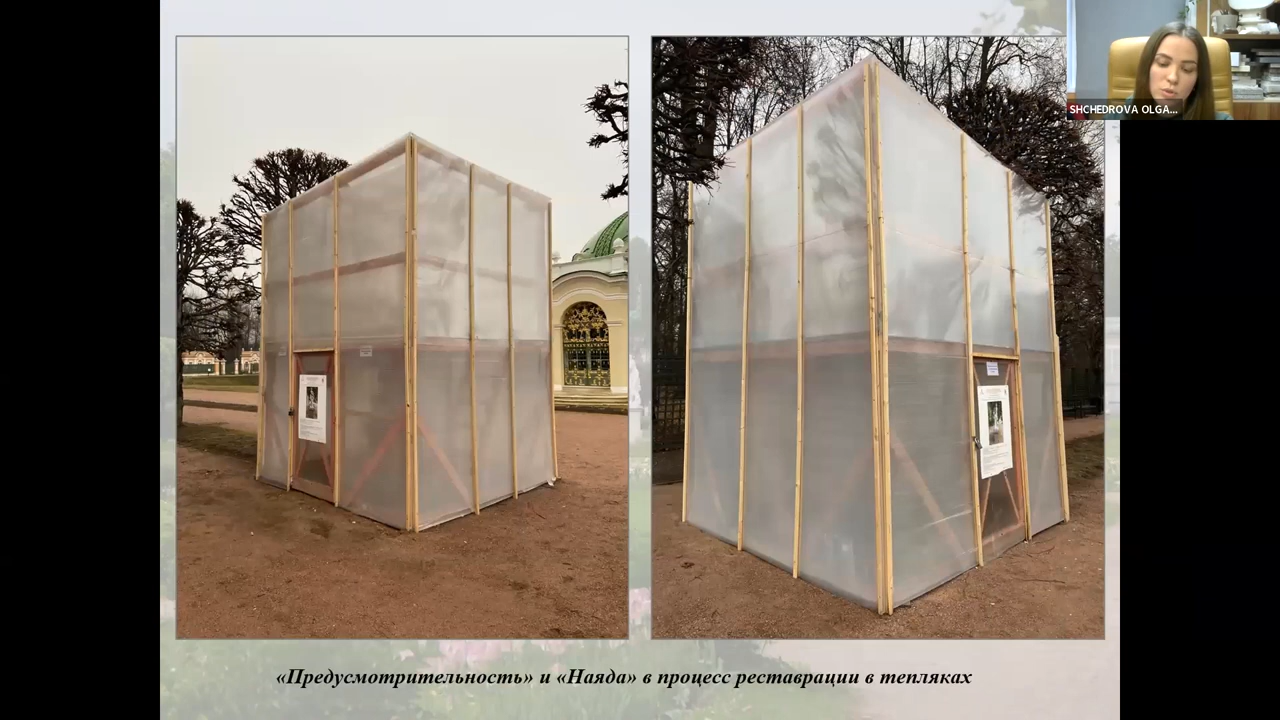 SHCHEDROVA OLGA...
«Предусмотрительность» и «Наяда» в процесс реставрации в тепляках